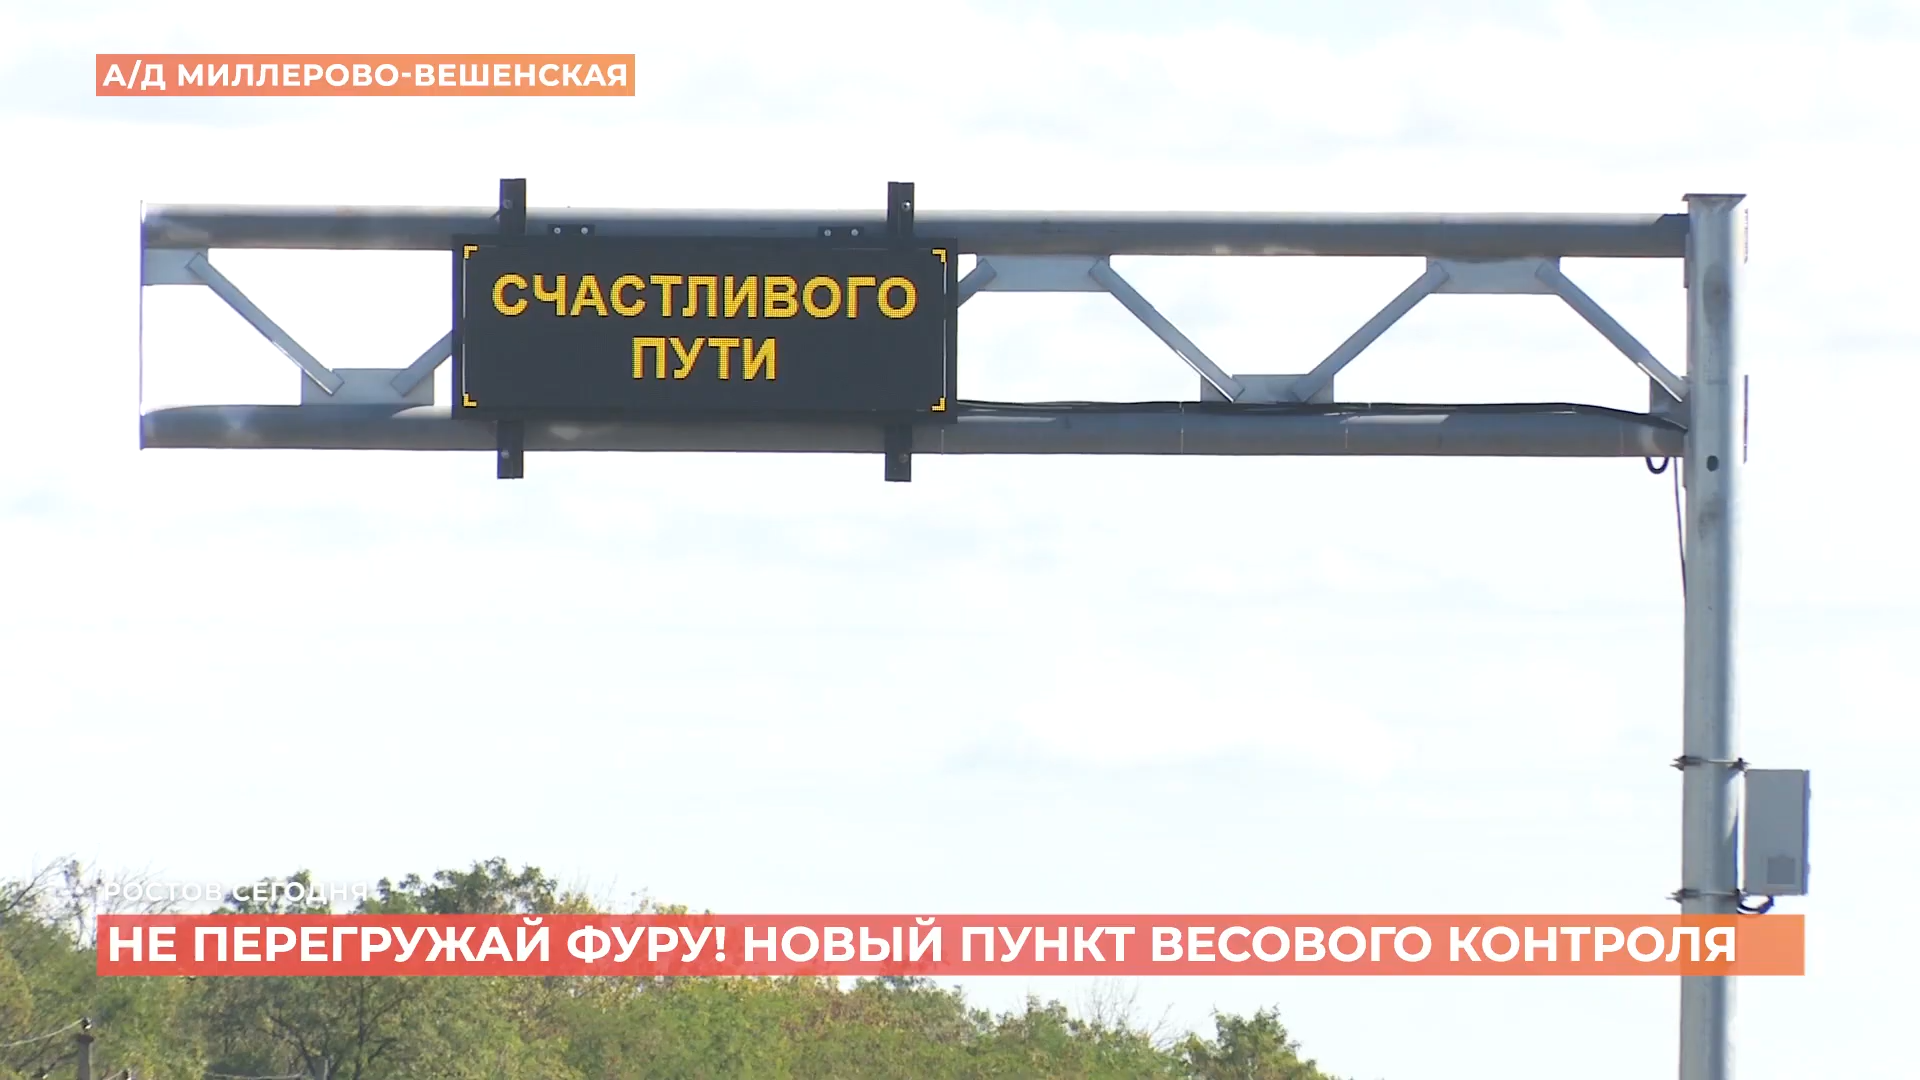 А/Д МИЛЛЕРОВО-ВЕШЕНСКАЯ
СЧАСТЛИВОГО
ПУТИ
РОСТОВ СЕГОДНЯ
НЕ ПЕРЕГРУЖАЙ ФУРУ! НОВЫЙ ПУНКТ ВЕСОВОГО КОНТРОЛЯ